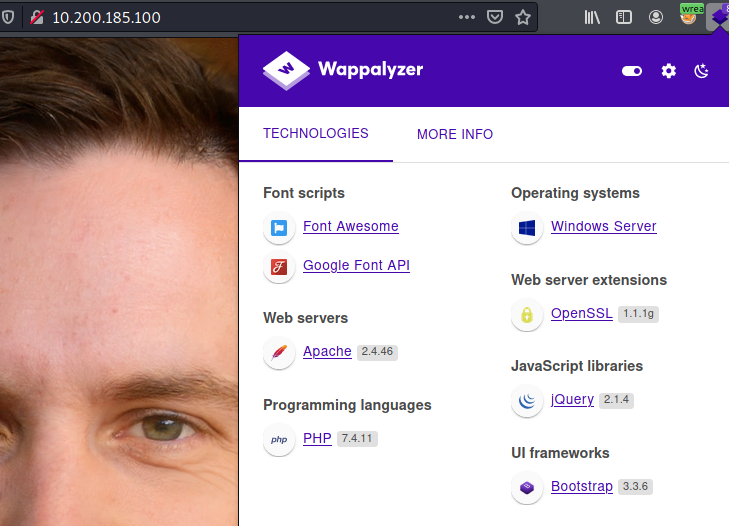 10.200.185.100
wrea
Wappalyzer
TECHNOLOGIES
MORE INFO
Font scripts
Font Awesome
Google Font API
Web servers
Apache 2.4.46
Programming languages
php PHP 7.4.11
Operating systems
Windows Server
Web server extensions
OpenSSL 1.1.1g
JavaScript libraries
jQuery 2.1.4
UI frameworks
Bootstrap 3.3.6